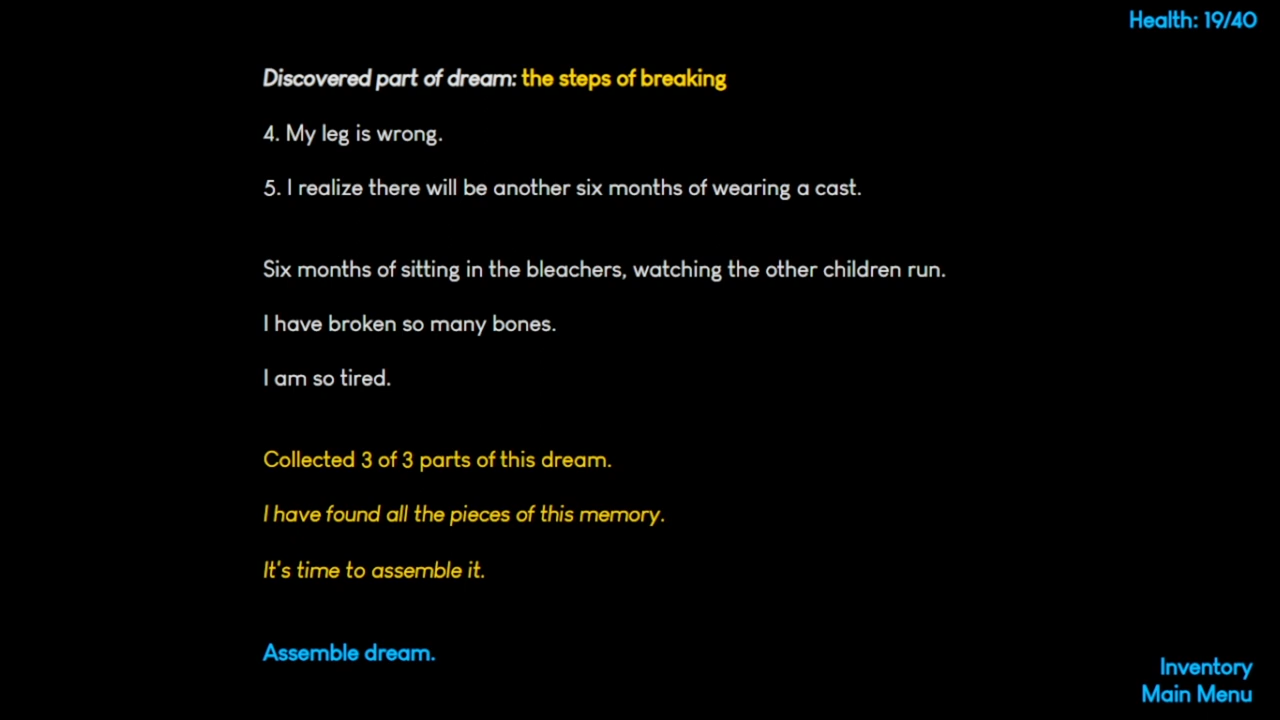 Health: 19/40
Discovered part of dream: the steps of breaking
4. My leg is wrong.
5. I realize there will be another six months of wearing a cast.
Six months of sitting in the bleachers, watching the other children run.
I have broken so many bones.
I am so tired.
Collected 3 of 3 parts of this dream.
I have found all the pieces of this memory.
It's time to assemble it.
Assemble dream.
Inventory
Main Menu